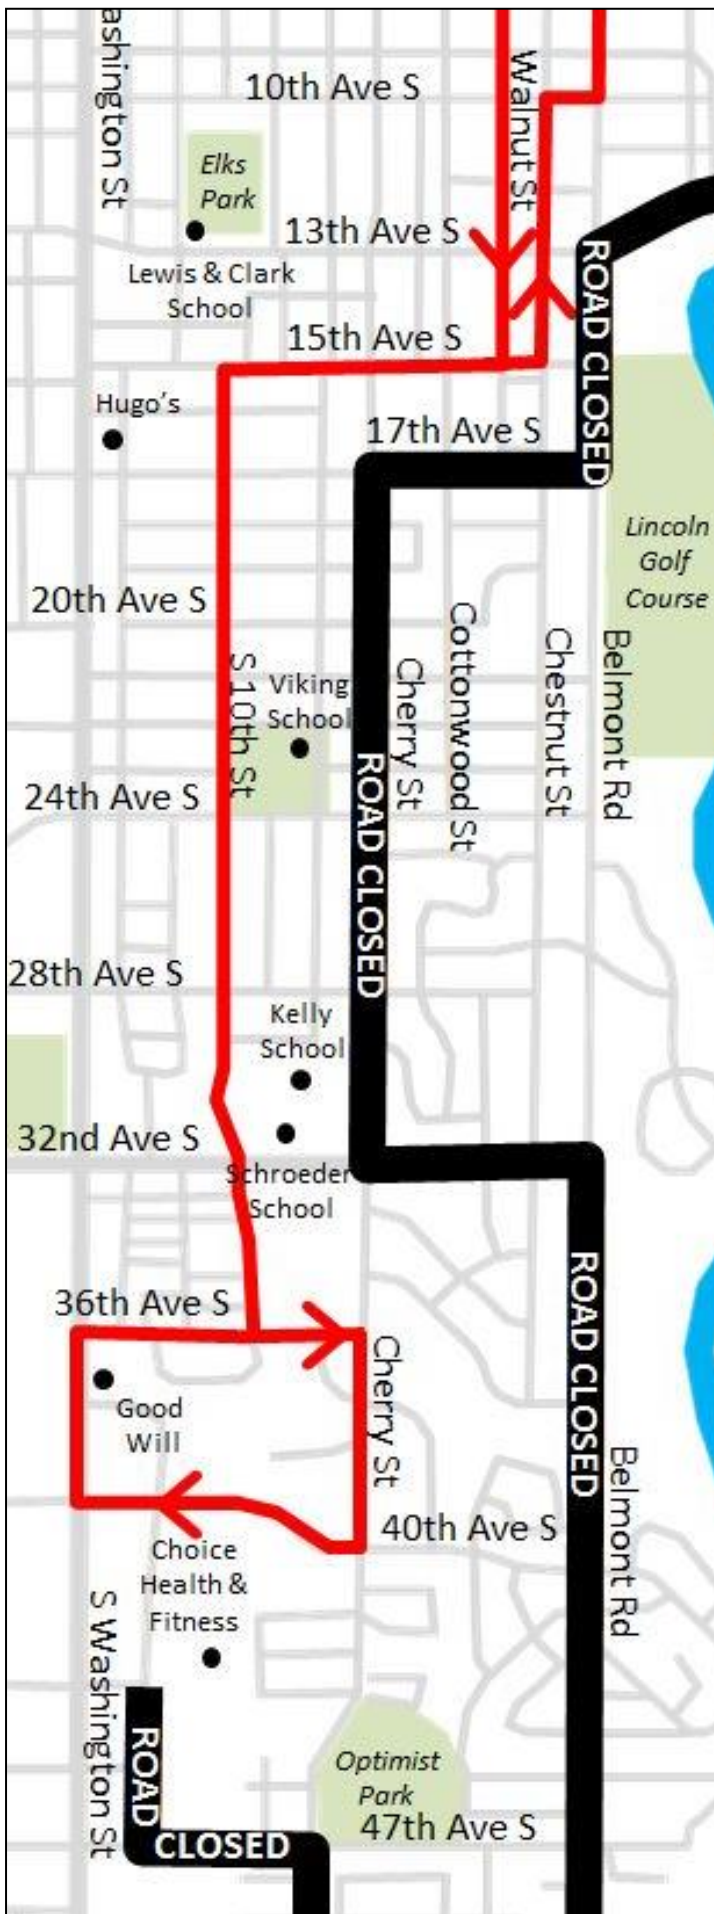 ashington St
10th Ave S
Walnut St
Elks
Park
13th Ave S
Lewis & Clark
School
ROAD CLOSED
15th Ave S
Hugo's
17th Ave S
Lincoln
Golf
Course
20th Ave S
S 10th St
Viking
School
Cherry St
Cottonwood St
Chestnut St
Belmont Rd
24th Ave S
ROAD CLOSED
28th Ave S
Kelly
School
32nd Ave S
Schroeder
School
ROAD CLOSED
36th Ave S
Cherry St
Good
Will
Belmont Rd
40th Ave S
Choice
Health &
Fitness
S Washington St
ROAD
CLOSED
Optimist
Park
47th Ave S